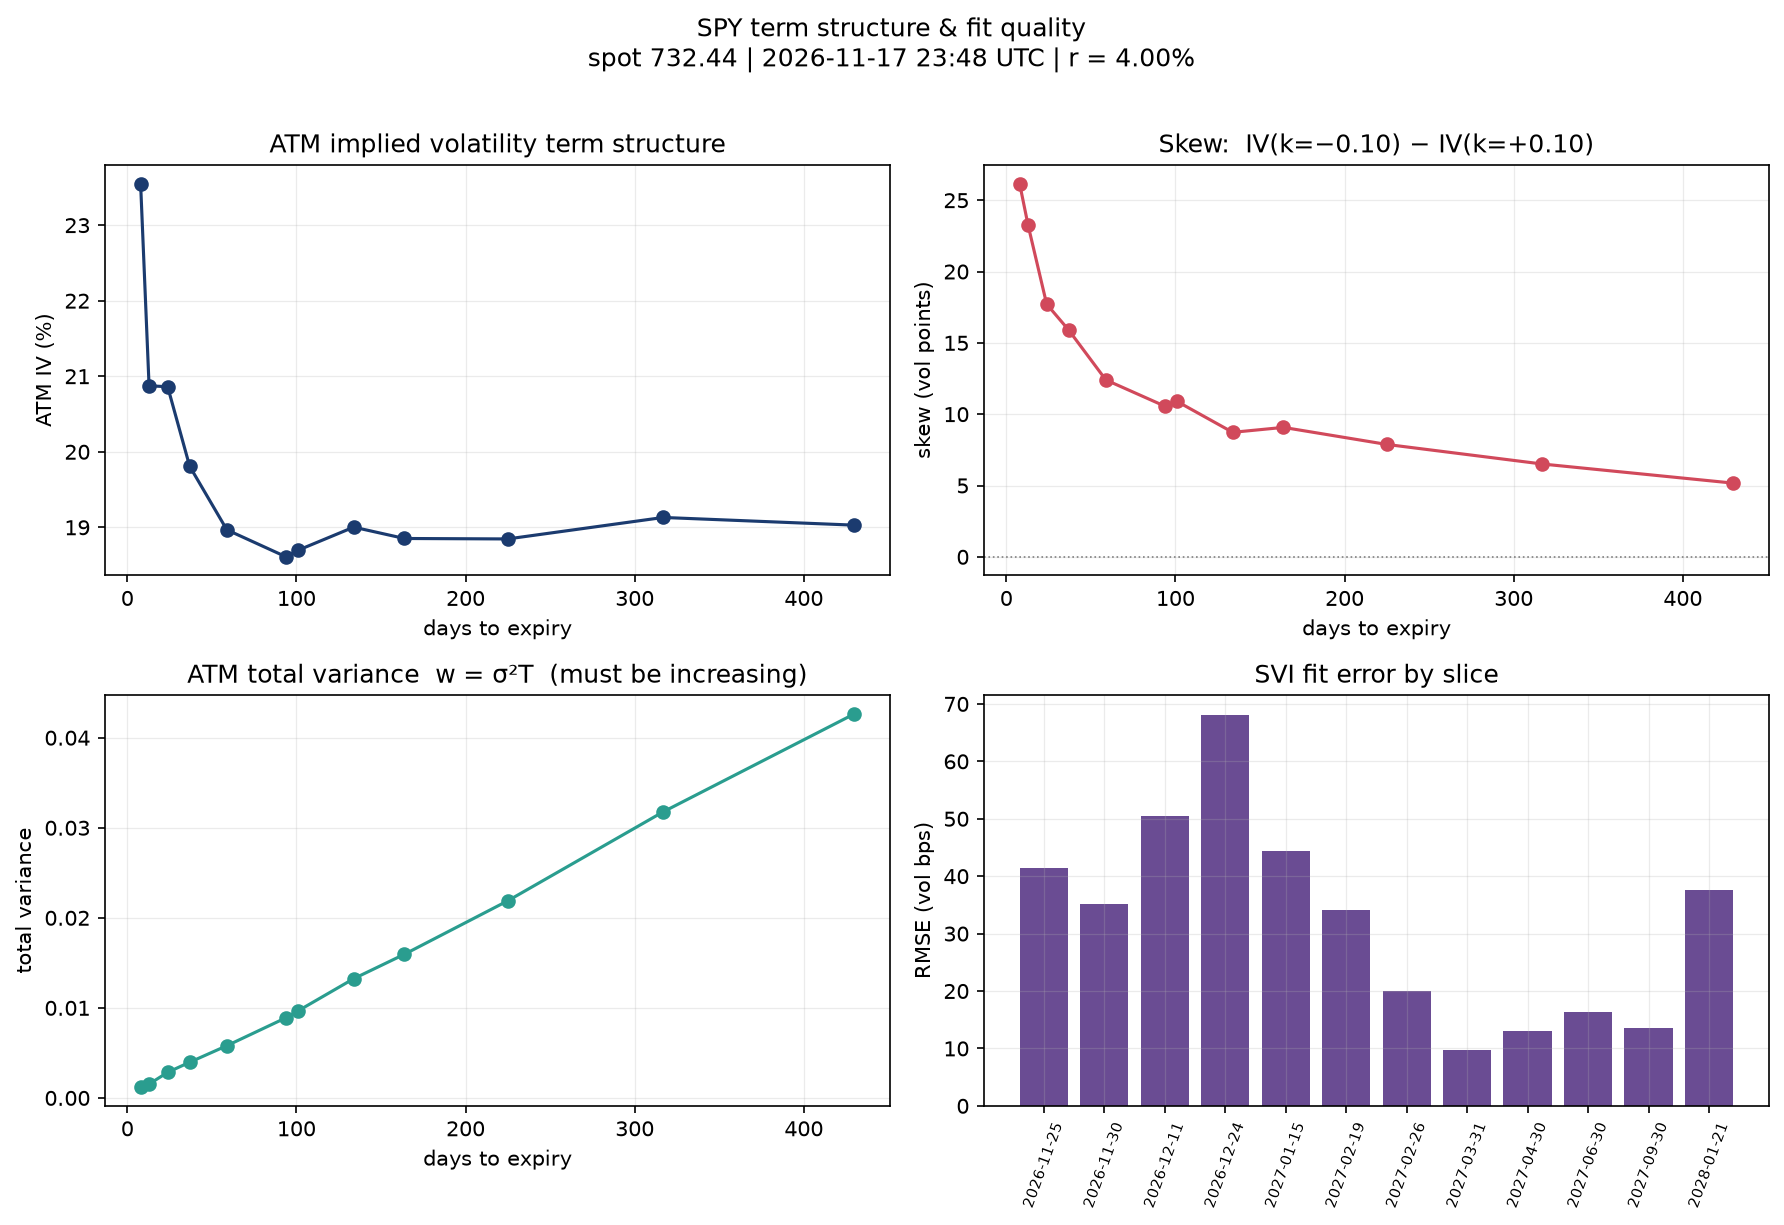 SPY term structure & fit quality
spot 732.44 | 2026-11-17 23:48 UTC | r = 4.00%
ATM implied volatility term structure
ATM IV (%)
23
22
21
20
19
0 100 200 300 400
days to expiry
Skew:  IV(k=−0.10) − IV(k=+0.10)
skew (vol points)
25
20
15
10
5
0
0 100 200 300 400
days to expiry
ATM total variance  w = σ²T  (must be increasing)
total variance
0.04
0.03
0.02
0.01
0.00
0 100 200 300 400
days to expiry
SVI fit error by slice
RMSE (vol bps)
70
60
50
40
30
20
10
0
2026-11-25
2026-11-30
2026-12-11
2026-12-24
2027-01-15
2027-02-19
2027-02-26
2027-03-31
2027-04-30
2027-06-30
2027-09-30
2028-01-21